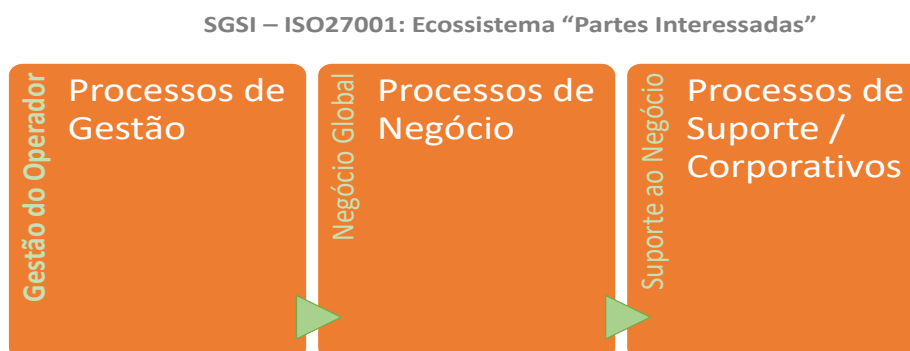 SGSI – ISO27001: Ecossistema “Partes Interessadas”
Gestão do Operador
Processos de
Gestão
Negócio Global
Processos de
Negócio
Suporte ao Negócio
Processos de
Suporte /
Corporativos